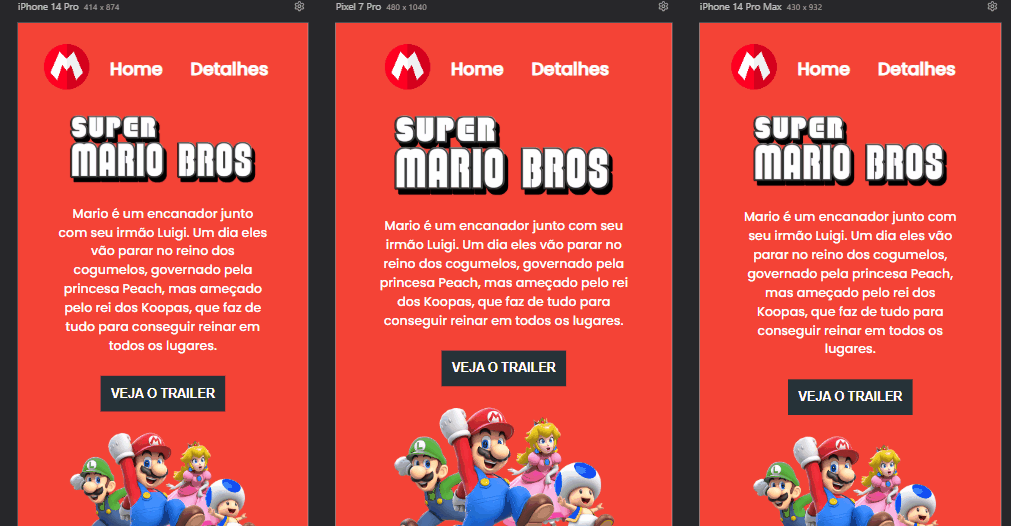 iPhone 14 Pro 414 x 874
Home Detalhes
SUPER
MARIO BROS
Mario é um encanador junto
com seu irmão Luigi. Um dia eles
vão parar no reino dos
cogumelos, governado pela
princesa Peach, mas ameçado
pelo rei dos Koopas, que faz de
tudo para conseguir reinar em
todos os lugares.
VEJA O TRAILER
L
M
Pixel 7 Pro 480 x 1040
Home Detalhes
SUPER
MARIO BROS
Mario é um encanador junto com seu
irmão Luigi. Um dia eles vão parar no
reino dos cogumelos, governado pela
princesa Peach, mas ameçado pelo rei
dos Koopas, que faz de tudo para
conseguir reinar em todos os lugares.
VEJA O TRAILER
L
M
iPhone 14 Pro Max 430 x 932
Home Detalhes
SUPER
MARIO BROS
Mario é um encanador junto com
seu irmão Luigi. Um dia eles vão
parar no reino dos cogumelos,
governado pela princesa Peach,
mas ameçado pelo rei dos
Koopas, que faz de tudo para
conseguir reinar em todos os
lugares.
VEJA O TRAILER
L
M